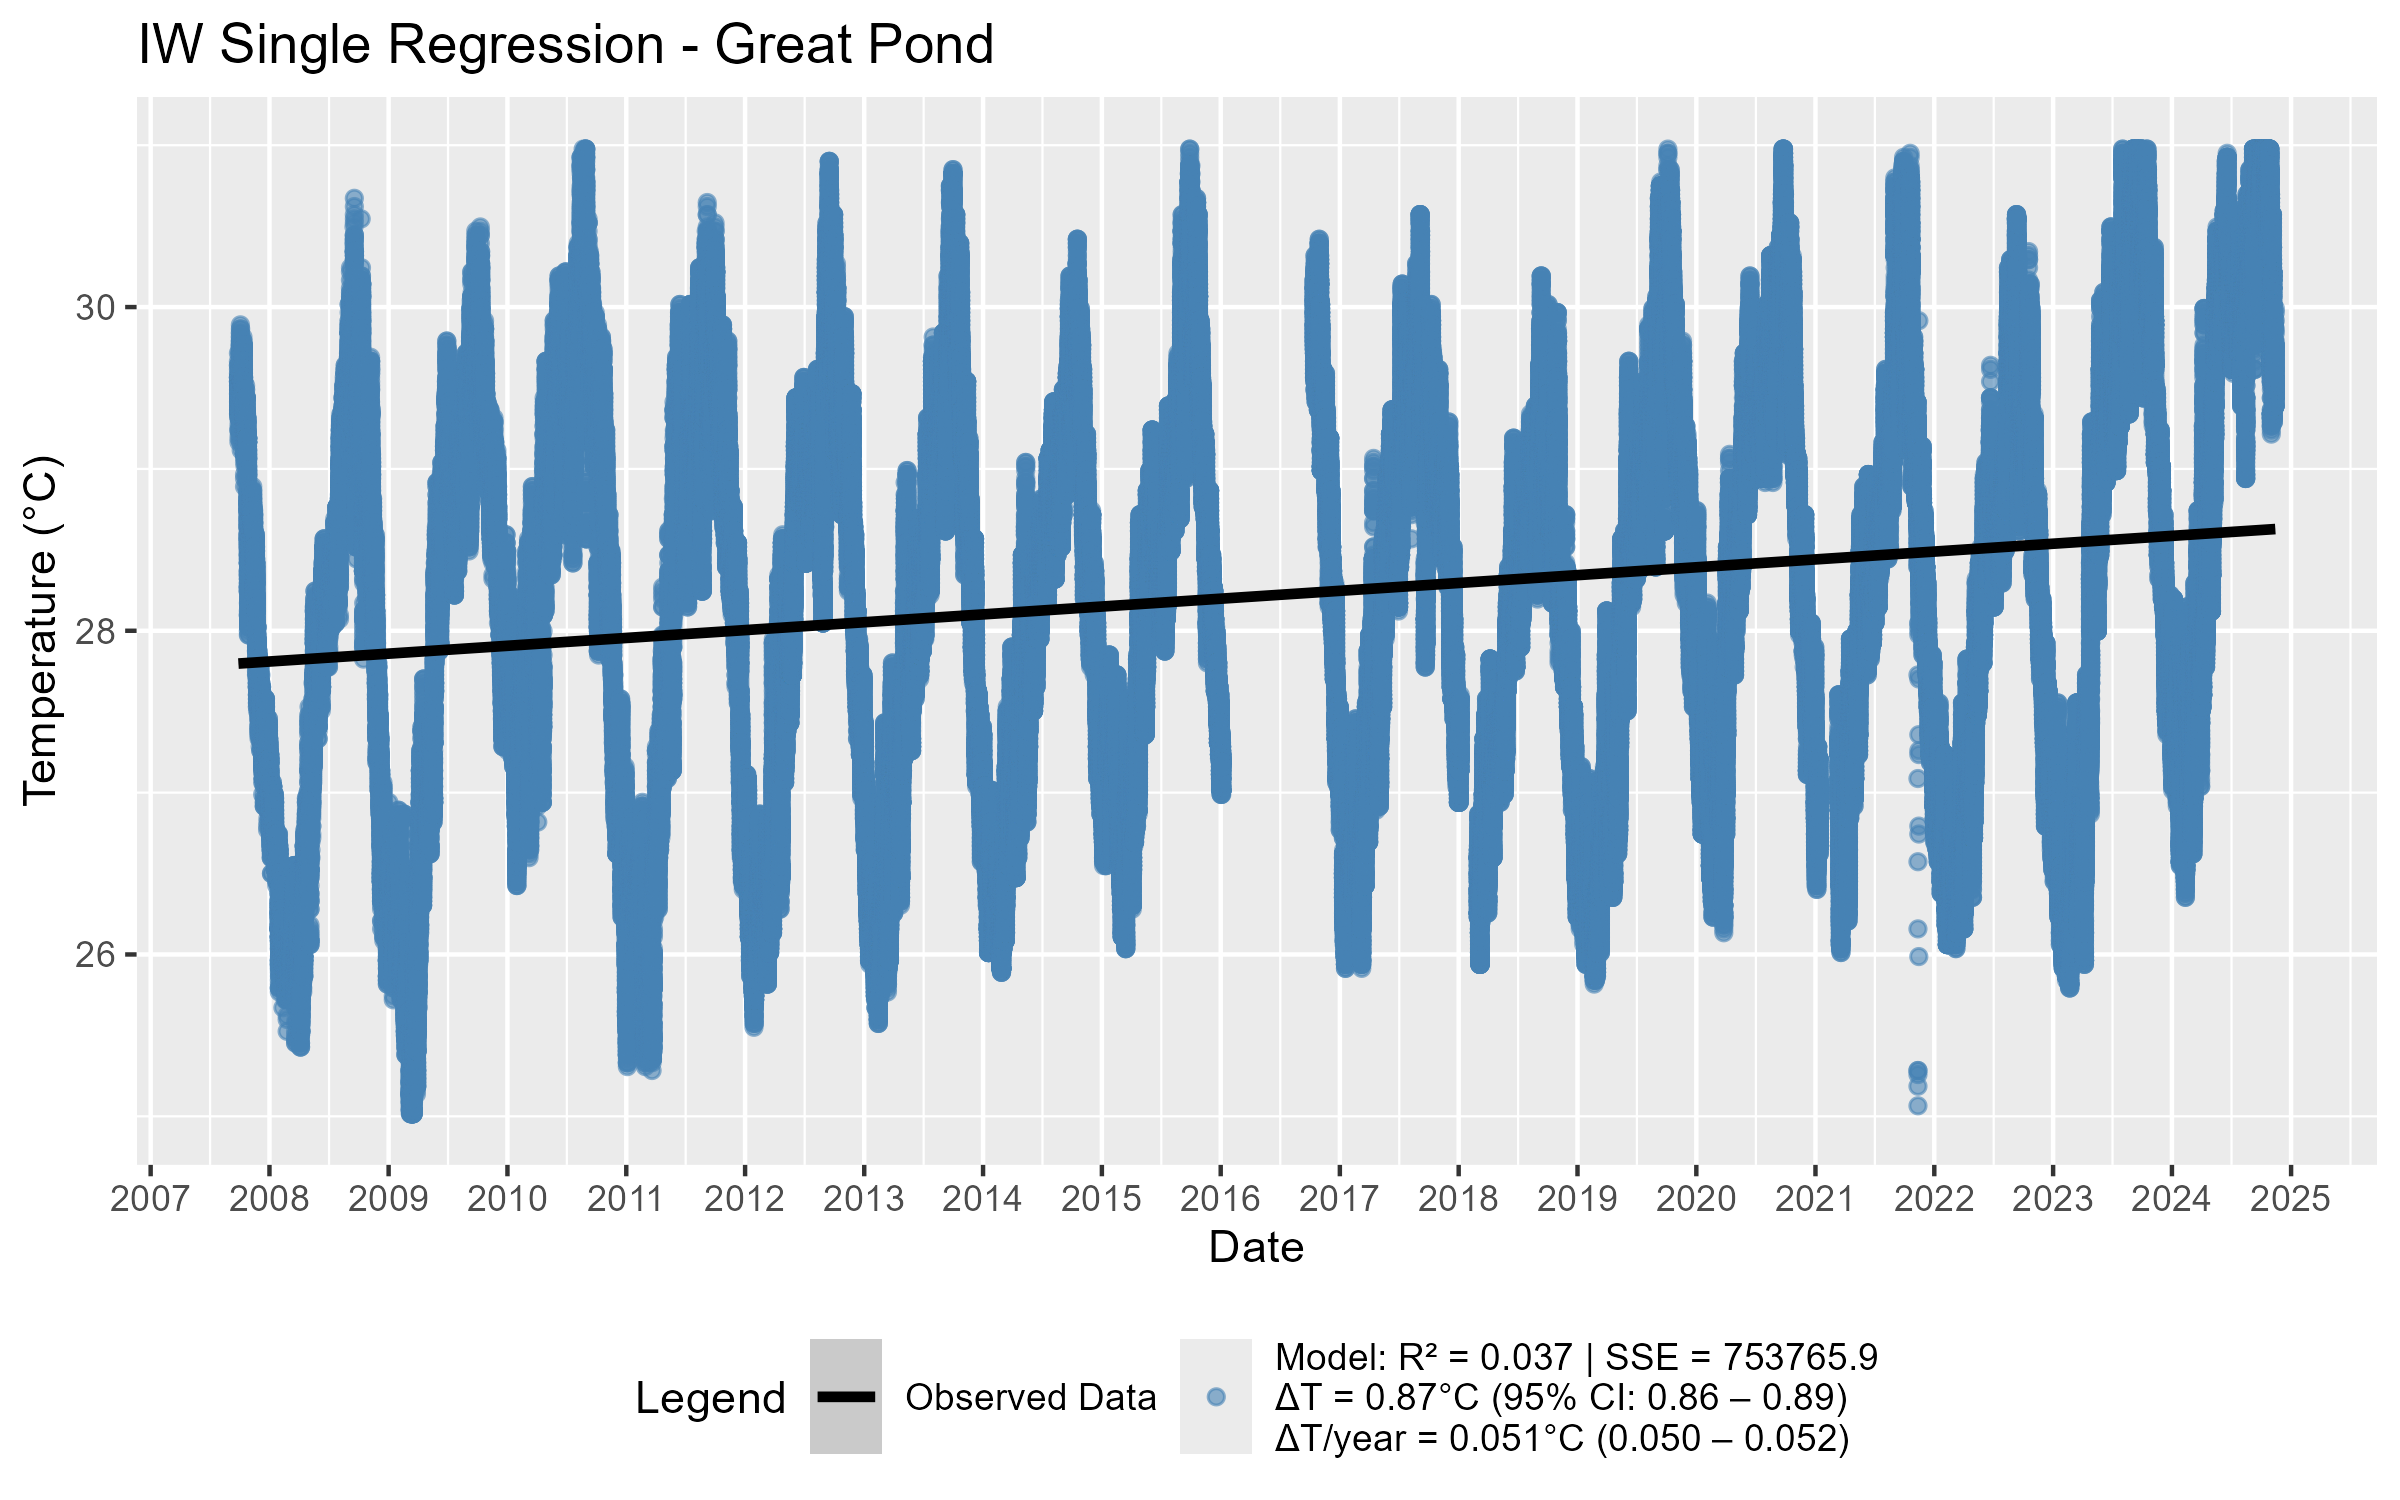 IW Single Regression - Great Pond
Temperature (°C)
30
28
26
2007 2008 2009 2010 2011 2012 2013 2014 2015 2016 2017 2018 2019 2020 2021 2022 2023 2024 2025
Date
Legend
Observed Data
Model: R² = 0.037 | SSE = 753765.9
ΔT = 0.87°C (95% CI: 0.86 – 0.89)
ΔT/year = 0.051°C (0.050 – 0.052)